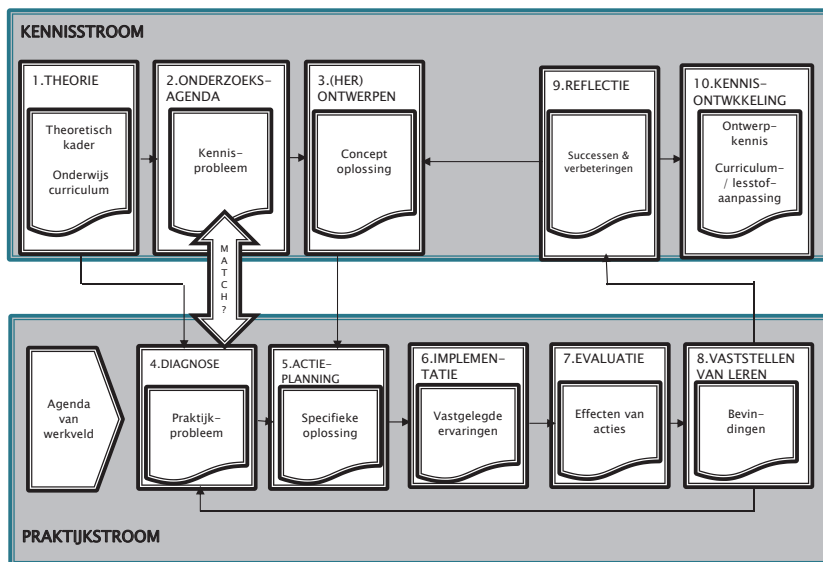 KENNISSTROOM
1.THEORIE
Theoretisch
kader
Onderwijs
curriculum
2.ONDERZOEKS-
AGENDA
Kennis-
probleem
3.(HER)
ONTWERPEN
Concept
oplossing
9.REFLECTIE
Successen &
verbeteringen
10.KENNIS-
ONTWKKELING
Ontwerp-
kennis
Curriculum-
/ lesstof-
aanpassing
MATCH?
Agenda
van
werkveld
4.DIAGNOSE
Praktijk-
probleem
5.ACTIE-
PLANNING
Specifieke
oplossing
6.IMPLEMEN-
TATIE
Vastgelegde
ervaringen
7.EVALUATIE
Effecten van
acties
8.VASTSTELLEN
VAN LEREN
Bevin-
dingen
PRAKTIJKSTROOM